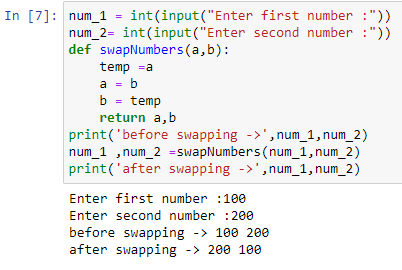 In [7]: num_1 = int(input("Enter first number :"))
num_2= int(input("Enter second number :"))
def swapNumbers(a,b):
    temp =a
    a = b
    b = temp
    return a,b
print('before swapping ->',num_1,num_2)
num_1 ,num_2 =swapNumbers(num_1,num_2)
print('after swapping ->',num_1,num_2)
Enter first number :100
Enter second number :200
before swapping -> 100 200
after swapping -> 200 100